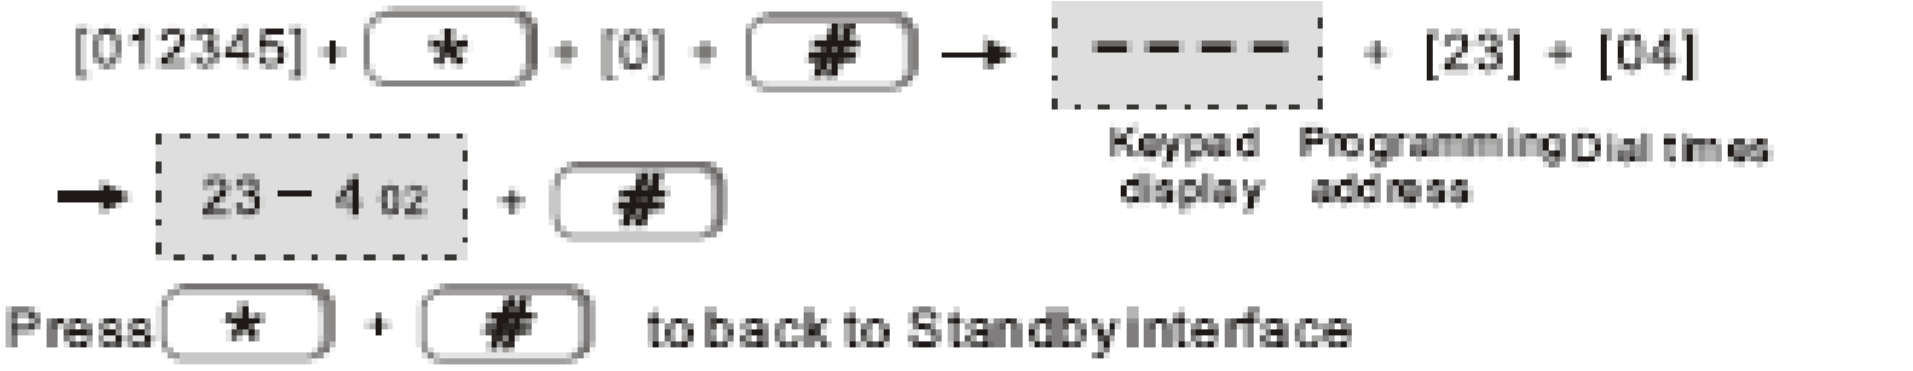 [012345] + * + [0] + # → − − − − + [23] + [04]
Keypad display Programming address Dial times
→ 23 − 4 02 + #
Press * + # to back to Standby interface